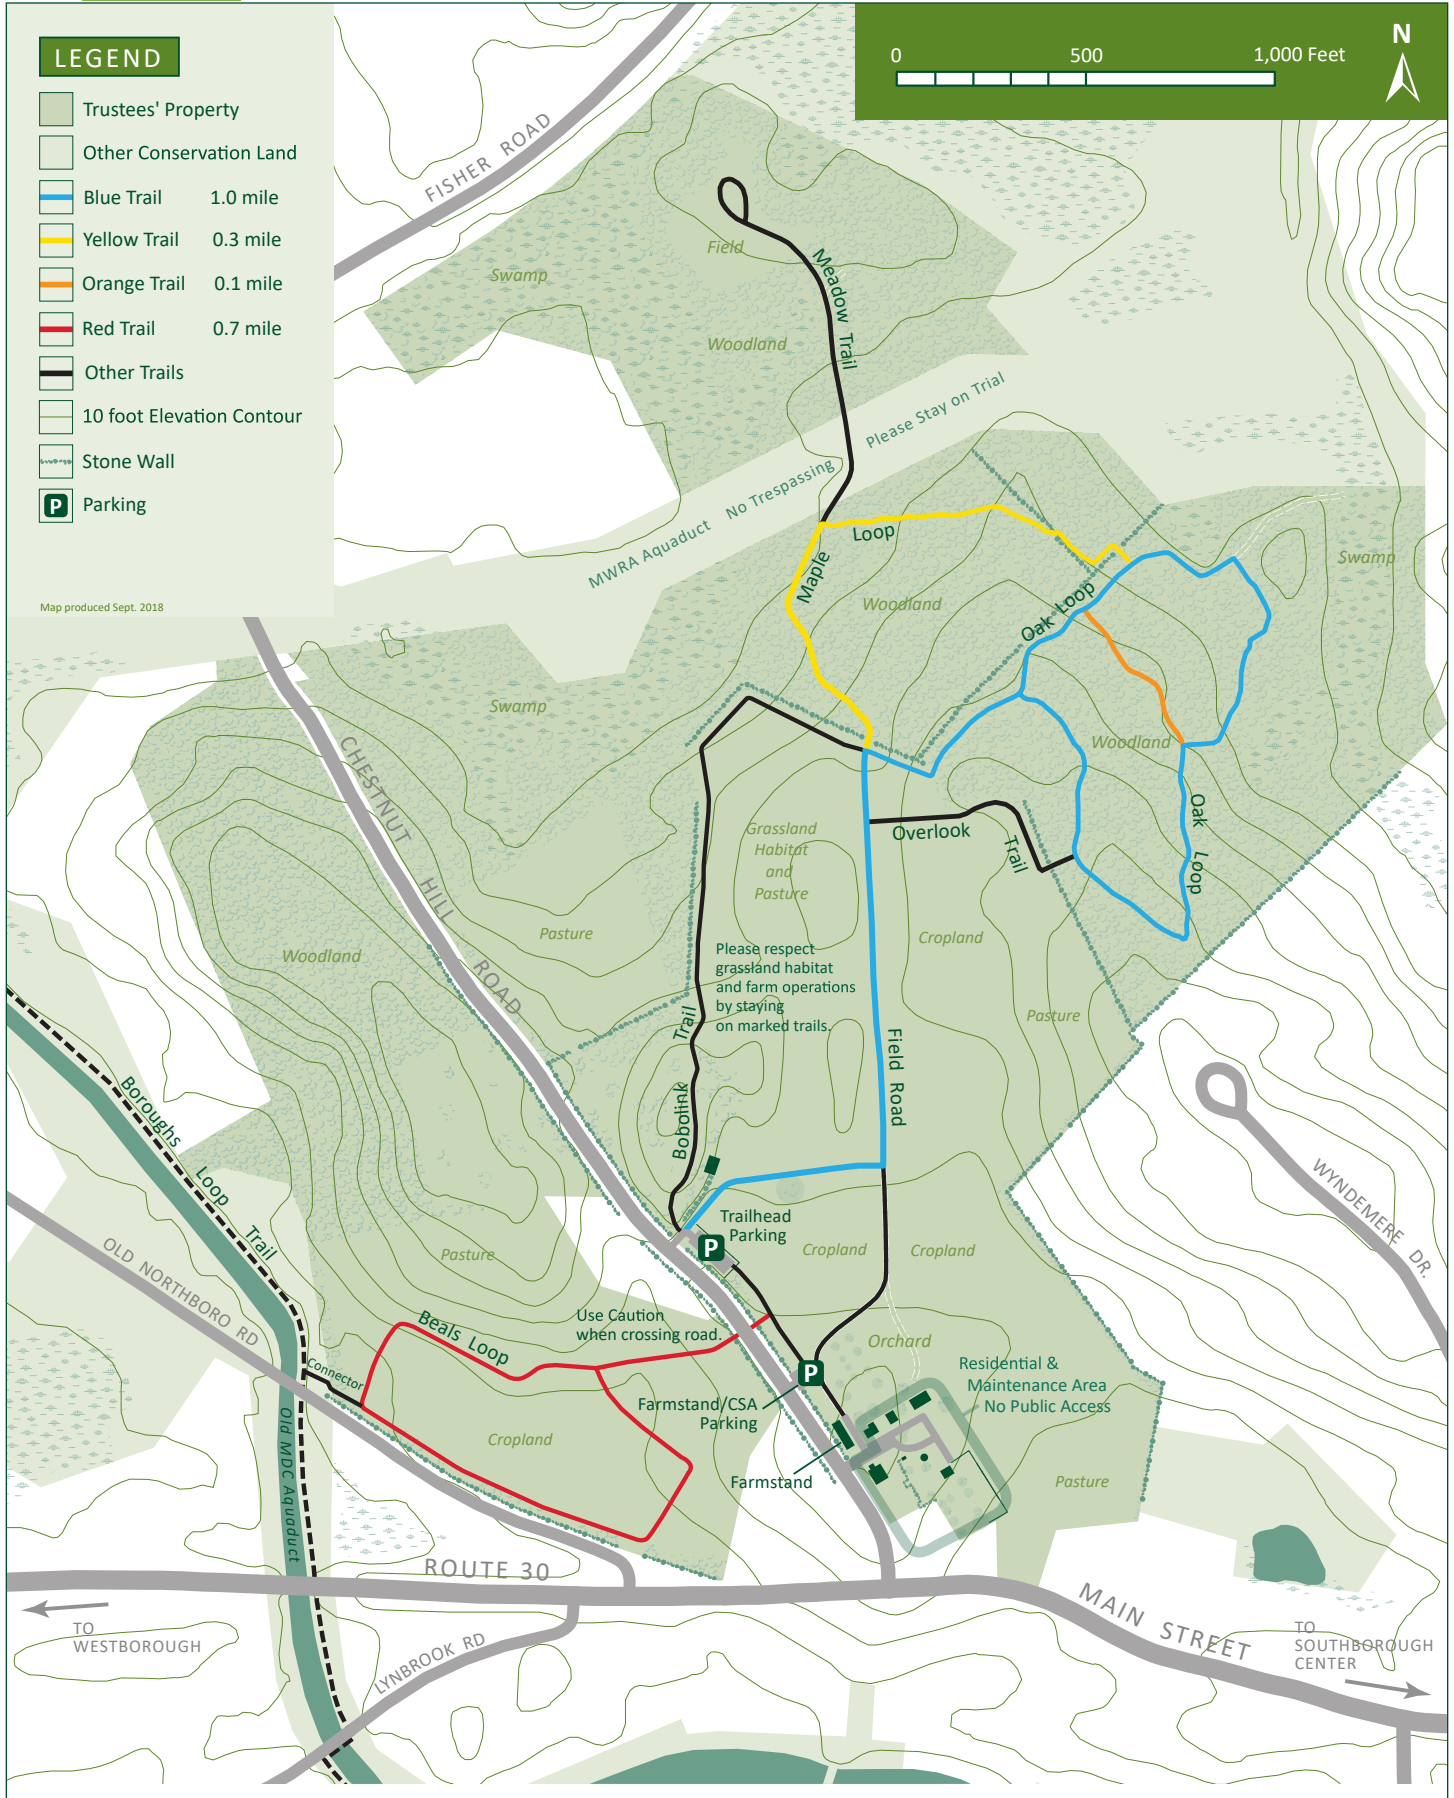 LEGEND
Trustees' Property
Other Conservation Land
Blue Trail 1.0 mile
Yellow Trail 0.3 mile
Orange Trail 0.1 mile
Red Trail 0.7 mile
Other Trails
10 foot Elevation Contour
Stone Wall
P Parking
Map produced Sept. 2018
0 500 1,000 Feet
N
FISHER ROAD
Field
Swamp
Meadow Trail
Woodland
Please Stay on Trial
No Trespassing
MWRA Aquaduct
Loop
Maple
Woodland
Oak Loop
Swamp
Swamp
Woodland
CHESTNUT HILL ROAD
Grassland
Habitat
and
Pasture
Overlook
Trail
Oak
Loop
Pasture
Woodland
Cropland
Please respect
grassland habitat
and farm operations
by staying
on marked trails.
Pasture
Trail
Bobolink
Field Road
Boroughs
Loop
Trail
WYNDEMERE DR.
OLD NORTHBORO RD
Pasture
Trailhead
Parking
P
Cropland
Cropland
Use Caution
when crossing road.
Beals Loop
Orchard
Connector
P
Residential &
Maintenance Area
No Public Access
Farmstand/CSA
Parking
Cropland
Farmstand
Pasture
Old MDC Aquaduct
ROUTE 30
MAIN STREET
TO
WESTBOROUGH
LYNBROOK RD
TO
SOUTHBOROUGH
CENTER